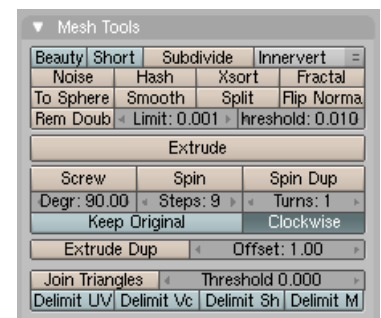 Mesh Tools
Beauty Short Subdivide Innervert
Noise Hash Xsort Fractal
To Sphere Smooth Split Flip Norma
Rem Doub Limit: 0.001 hreshold: 0.010
Extrude
Screw Spin Spin Dup
Degr: 90.00 Steps: 9 Turns: 1
Keep Original Clockwise
Extrude Dup Offset: 1.00
Join Triangles Threshold 0.000
Delimit UV Delimit Vc Delimit Sh Delimit M